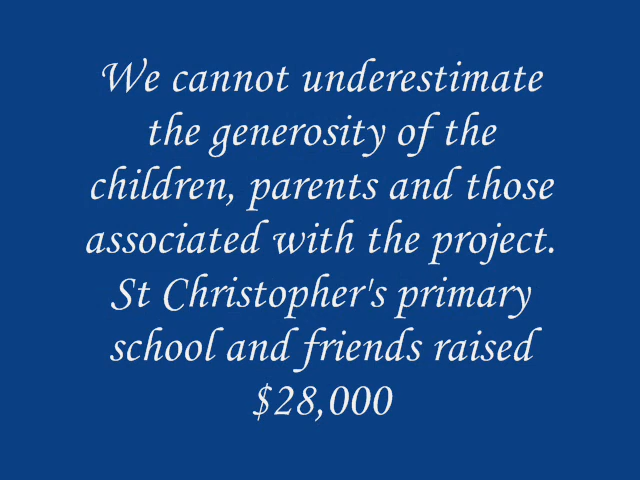 We cannot underestimate
the generosity of the
children, parents and those
associated with the project.
St Christopher's primary
school and friends raised
$28,000